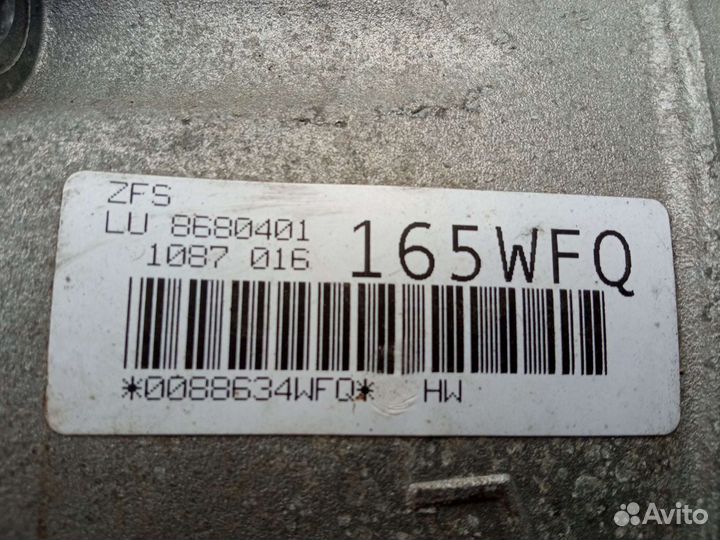 ZFS
LU 8680401
1087 016
165WFQ
*0088634WFQ* HW
Avito